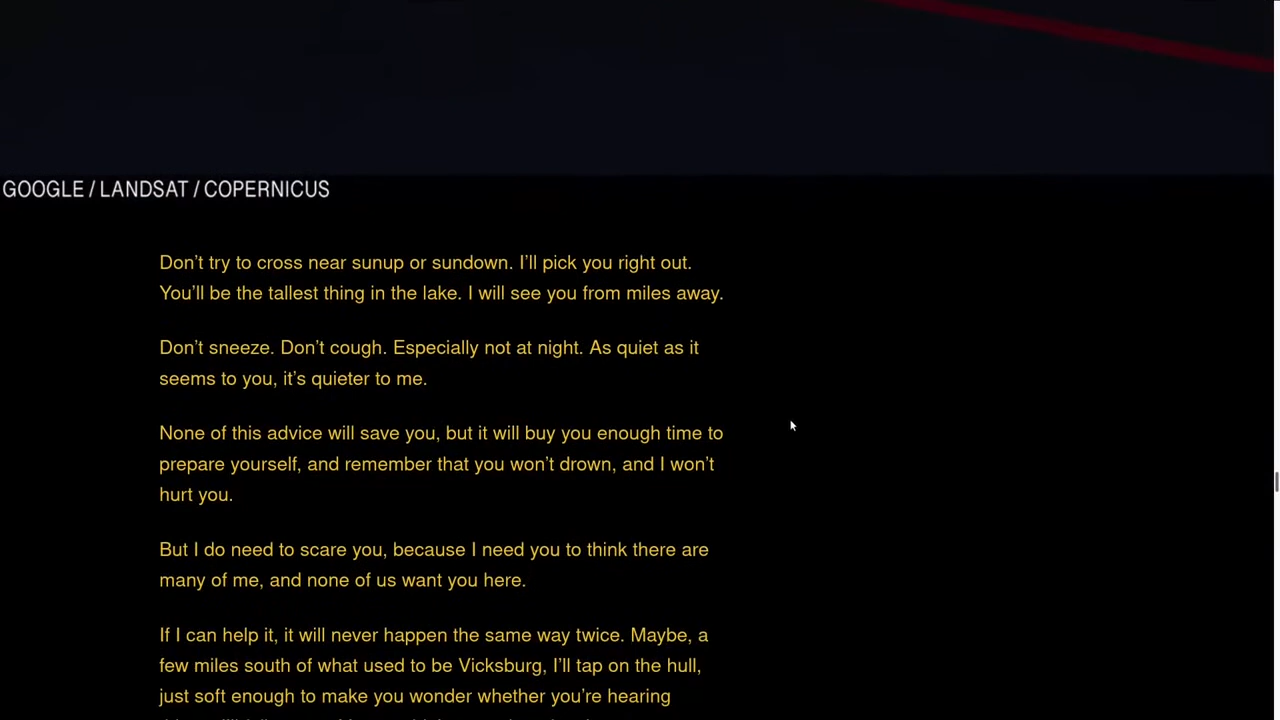 GOOGLE / LANDSAT / COPERNICUS
Don’t try to cross near sunup or sundown. I’ll pick you right out.
You’ll be the tallest thing in the lake. I will see you from miles away.
Don’t sneeze. Don’t cough. Especially not at night. As quiet as it
seems to you, it’s quieter to me.
None of this advice will save you, but it will buy you enough time to
prepare yourself, and remember that you won’t drown, and I won’t
hurt you.
But I do need to scare you, because I need you to think there are
many of me, and none of us want you here.
If I can help it, it will never happen the same way twice. Maybe, a
few miles south of what used to be Vicksburg, I’ll tap on the hull,
just soft enough to make you wonder whether you’re hearing